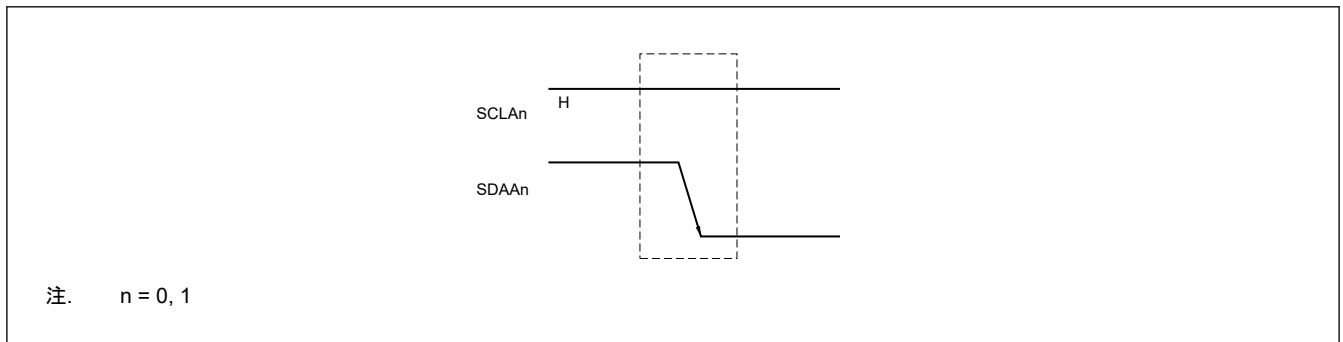 H
SCLAn
SDAAn
注. n = 0, 1